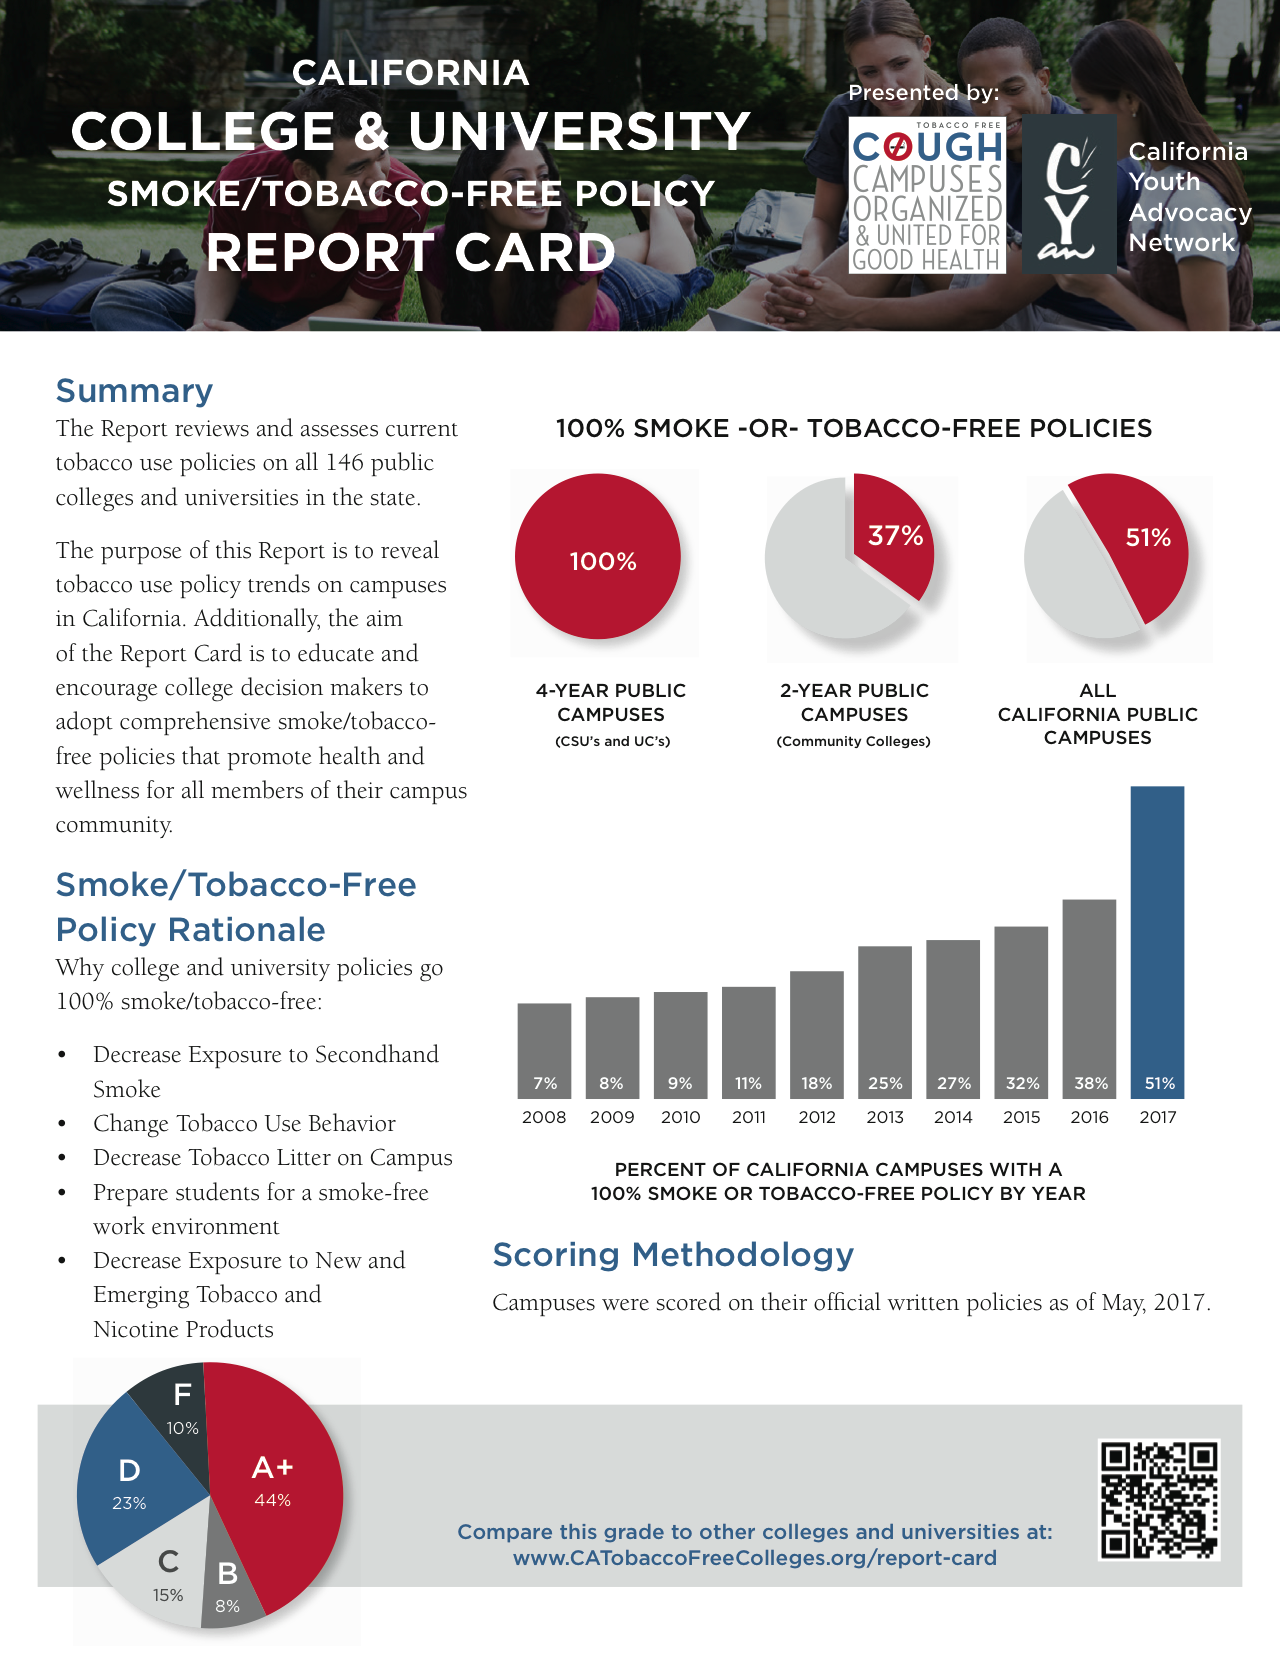 CALIFORNIA
COLLEGE & UNIVERSITY
SMOKE/TOBACCO-FREE POLICY
REPORT CARD
Presented by:
TOBACCO FREE
COUGH
CAMPUSES
ORGANIZED
& UNITED FOR
GOOD HEALTH
CY
an
California
Youth
Advocacy
Network
Summary
The Report reviews and assesses current
tobacco use policies on all 146 public
colleges and universities in the state.
The purpose of this Report is to reveal
tobacco use policy trends on campuses
in California. Additionally, the aim
of the Report Card is to educate and
encourage college decision makers to
adopt comprehensive smoke/tobacco-
free policies that promote health and
wellness for all members of their campus
community.
Smoke/Tobacco-Free
Policy Rationale
Why college and university policies go
100% smoke/tobacco-free:
• Decrease Exposure to Secondhand
Smoke
• Change Tobacco Use Behavior
• Decrease Tobacco Litter on Campus
• Prepare students for a smoke-free
work environment
• Decrease Exposure to New and
Emerging Tobacco and
Nicotine Products
100% SMOKE -OR- TOBACCO-FREE POLICIES
100%
37%
51%
4-YEAR PUBLIC
CAMPUSES
(CSU's and UC's)
2-YEAR PUBLIC
CAMPUSES
(Community Colleges)
ALL
CALIFORNIA PUBLIC
CAMPUSES
7% 8% 9% 11% 18% 25% 27% 32% 38% 51%
2008 2009 2010 2011 2012 2013 2014 2015 2016 2017
PERCENT OF CALIFORNIA CAMPUSES WITH A
100% SMOKE OR TOBACCO-FREE POLICY BY YEAR
Scoring Methodology
Campuses were scored on their official written policies as of May, 2017.
F
10%
A+
44%
D
23%
C
15%
B
8%
Compare this grade to other colleges and universities at:
www.CATobaccoFreeColleges.org/report-card